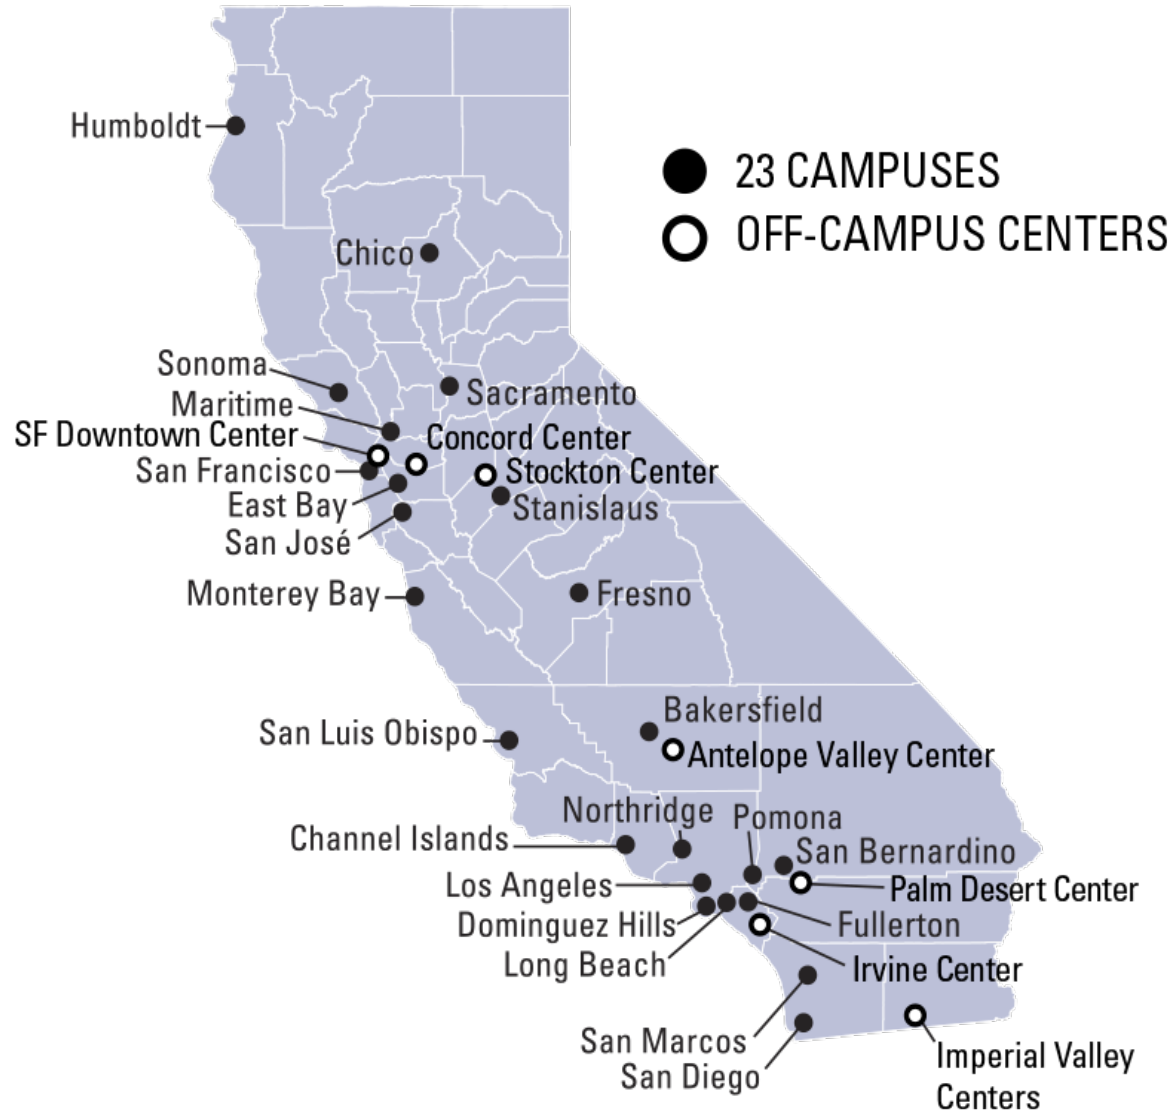 Humboldt
23 CAMPUSES
OFF-CAMPUS CENTERS
Chico
Sonoma
Sacramento
Maritime
SF Downtown Center
Concord Center
San Francisco
Stockton Center
East Bay
Stanislaus
San José
Monterey Bay
Fresno
San Luis Obispo
Bakersfield
Antelope Valley Center
Northridge
Pomona
Channel Islands
San Bernardino
Los Angeles
Palm Desert Center
Dominguez Hills
Fullerton
Long Beach
Irvine Center
San Marcos
San Diego
Imperial Valley
Centers